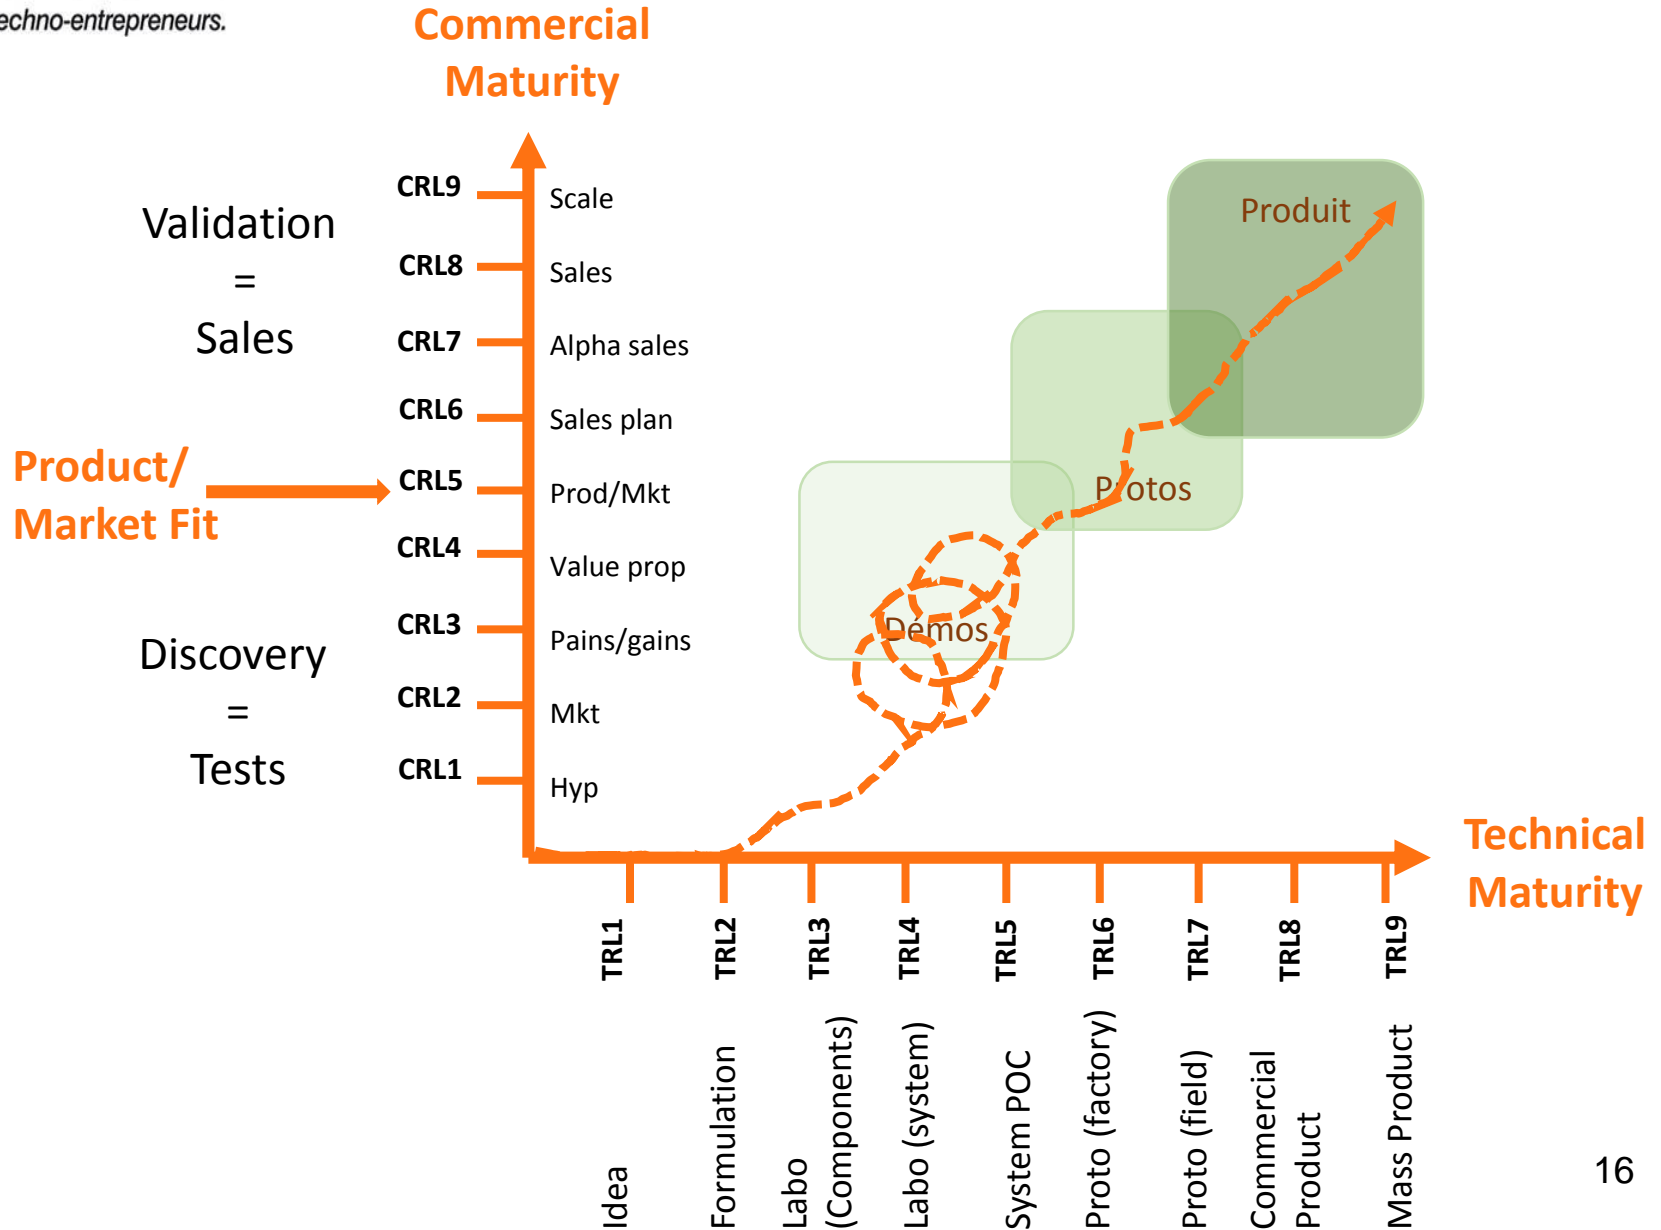 techno-entrepreneurs.
Commercial
Maturity
Validation
=
Sales
CRL9
Scale
CRL8
Sales
CRL7
Alpha sales
CRL6
Sales plan
Product/
Market Fit
CRL5
Prod/Mkt
CRL4
Value prop
CRL3
Pains/gains
Discovery
=
Tests
CRL2
Mkt
CRL1
Hyp
Produit
Protos
Démos
Technical
Maturity
TRL1
TRL2
TRL3
TRL4
TRL5
TRL6
TRL7
TRL8
TRL9
Idea
Formulation
Labo
(Components)
Labo (system)
System POC
Proto (factory)
Proto (field)
Commercial
Product
Mass Product
16